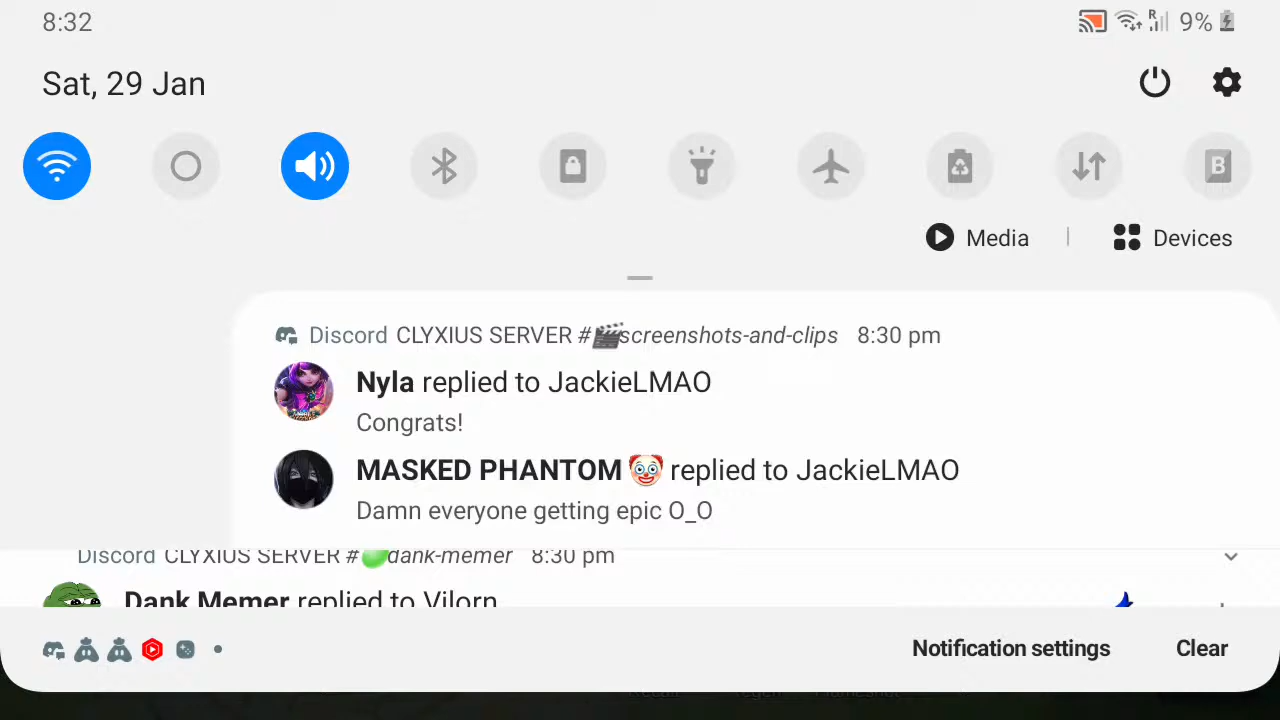 8:32
R 9%
Sat, 29 Jan
B
Media | Devices
Discord CLYXIUS SERVER #🎬screenshots-and-clips 8:30 pm
Nyla replied to JackieLMAO
Congrats!
MASKED PHANTOM🤡 replied to JackieLMAO
Damn everyone getting epic O_O
Discord CLYXIUS SERVER #🟢dank-memer 8:30 pm
Dank Memer replied to Vilorn
Notification settings Clear